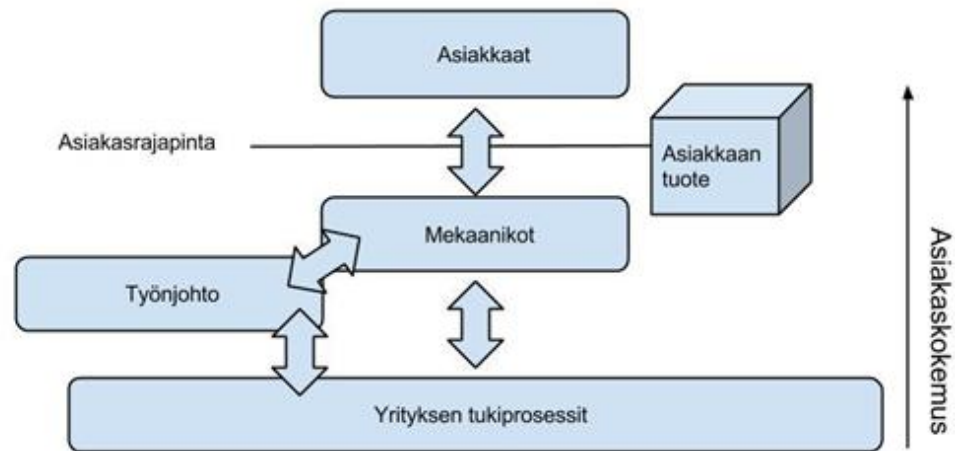 Asiakkaat
Asiakasrajapinta
Asiakkaan
tuote
Mekaanikot
Työnjohto
Yrityksen tukiprosessit
Asiakaskokemus